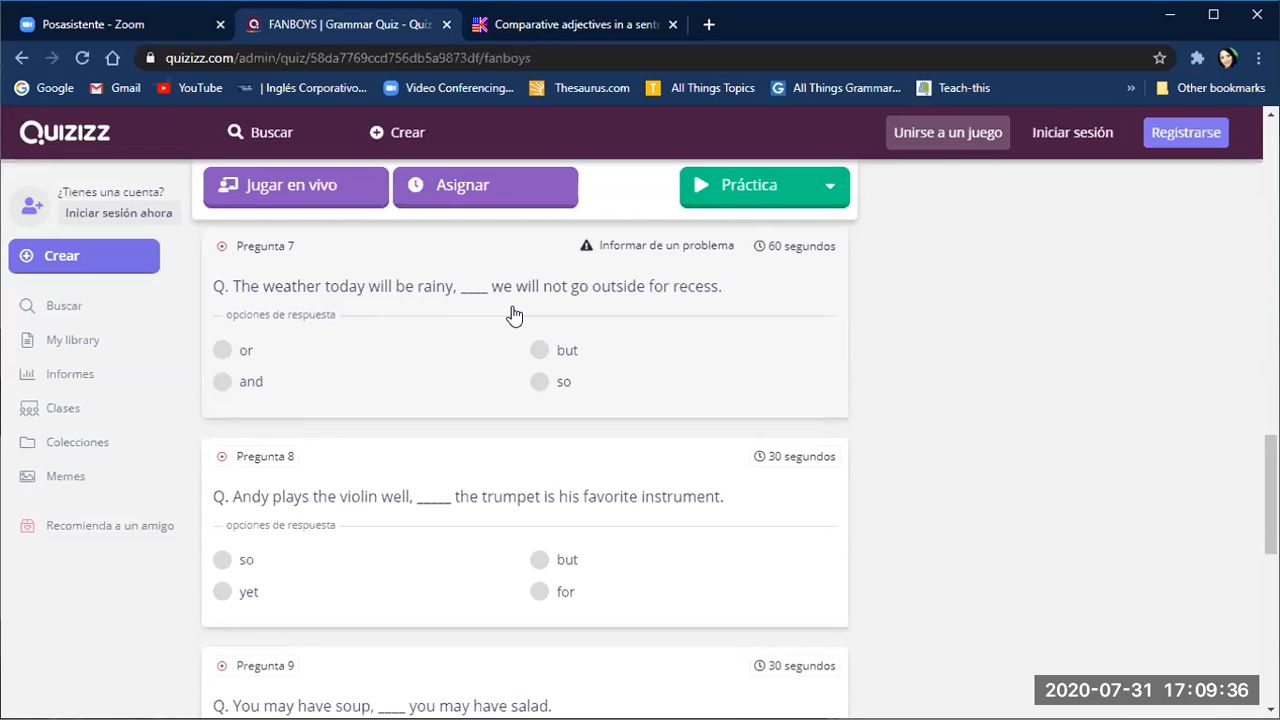 Posasistente - Zoom
FANBOYS | Grammar Quiz - Quiz
Comparative adjectives in a sent
quizizz.com/admin/quiz/58da7769ccd756db5a9873df/fanboys
Google
Gmail
YouTube
| Inglés Corporativo...
Video Conferencing,...
Thesaurus.com
All Things Topics
All Things Grammar...
Teach-this
»
Other bookmarks
QUIZIZZ
Buscar
Crear
Unirse a un juego
Iniciar sesión
Registrarse
¿Tienes una cuenta?
Iniciar sesión ahora
Crear
Buscar
My library
Informes
Clases
Colecciones
Memes
Recomienda a un amigo
Jugar en vivo
Asignar
Práctica
Pregunta 7
Informar de un problema
60 segundos
Q. The weather today will be rainy, ____ we will not go outside for recess.
opciones de respuesta
or
but
and
so
Pregunta 8
30 segundos
Q. Andy plays the violin well, _____ the trumpet is his favorite instrument.
opciones de respuesta
so
but
yet
for
Pregunta 9
30 segundos
Q. You may have soup, ____ you may have salad.
2020-07-31 17:09:36